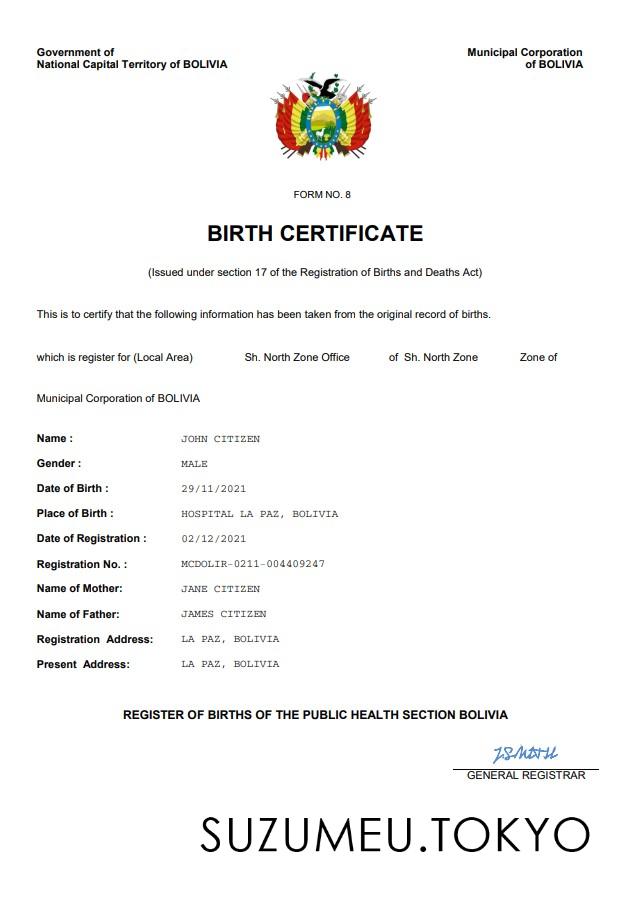 Government of
National Capital Territory of BOLIVIA
Municipal Corporation
of BOLIVIA
FORM NO. 8
BIRTH CERTIFICATE
(Issued under section 17 of the Registration of Births and Deaths Act)
This is to certify that the following information has been taken from the original record of births.
which is register for (Local Area) Sh. North Zone Office of Sh. North Zone Zone of
Municipal Corporation of BOLIVIA
Name : JOHN CITIZEN
Gender : MALE
Date of Birth : 29/11/2021
Place of Birth : HOSPITAL LA PAZ, BOLIVIA
Date of Registration : 02/12/2021
Registration No. : MCDOLIR-0211-004409247
Name of Mother: JANE CITIZEN
Name of Father: JAMES CITIZEN
Registration Address: LA PAZ, BOLIVIA
Present Address: LA PAZ, BOLIVIA
REGISTER OF BIRTHS OF THE PUBLIC HEALTH SECTION BOLIVIA
GENERAL REGISTRAR
SUZUMEU.TOKYO